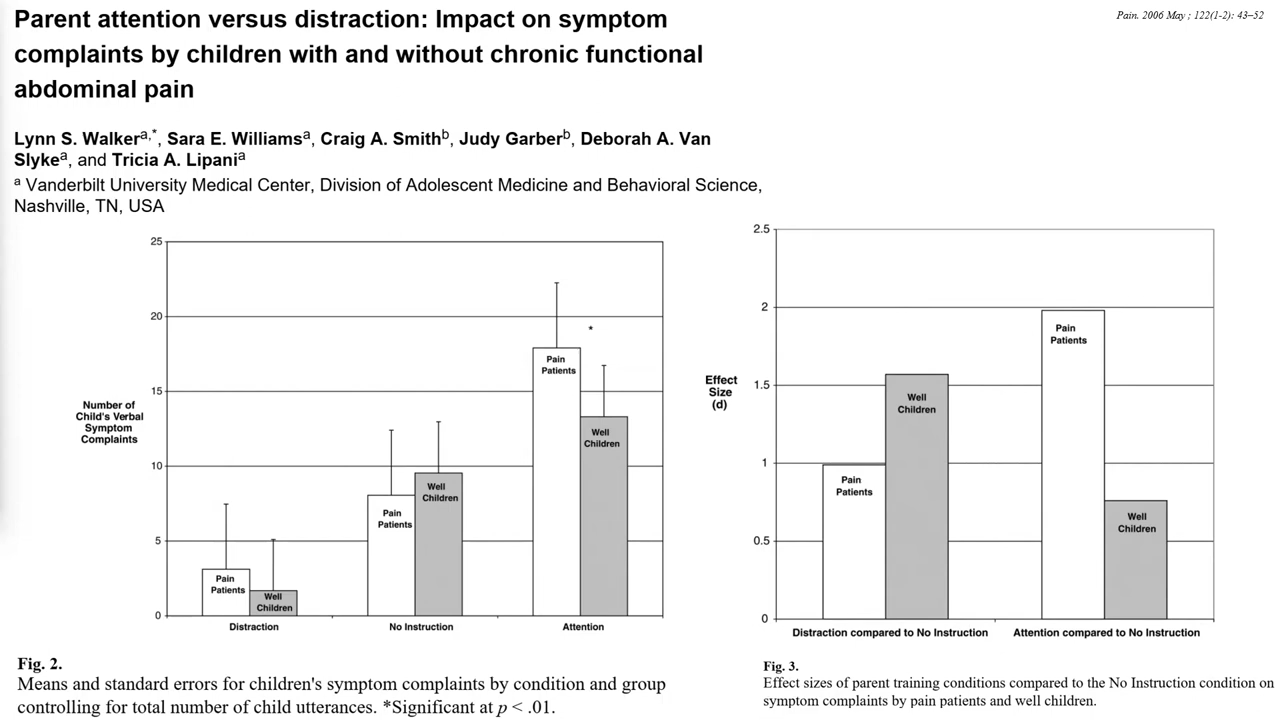 Parent attention versus distraction: Impact on symptom
complaints by children with and without chronic functional
abdominal pain
Pain. 2006 May ; 122(1-2): 43–52
Lynn S. Walkera,*, Sara E. Williamsa, Craig A. Smithb, Judy Garberb, Deborah A. Van
Slykea, and Tricia A. Lipania
a Vanderbilt University Medical Center, Division of Adolescent Medicine and Behavioral Science,
Nashville, TN, USA
25
20
15
10
5
0
Number of
Child's Verbal
Symptom
Complaints
Pain
Patients
Well
Children
Pain
Patients
Well
Children
Pain
Patients
*
Well
Children
Distraction
No Instruction
Attention
Fig. 2.
Means and standard errors for children's symptom complaints by condition and group
controlling for total number of child utterances. *Significant at p < .01.
2.5
2
1.5
1
0.5
0
Effect
Size
(d)
Pain
Patients
Well
Children
Pain
Patients
Well
Children
Distraction compared to No Instruction
Attention compared to No Instruction
Fig. 3.
Effect sizes of parent training conditions compared to the No Instruction condition on
symptom complaints by pain patients and well children.